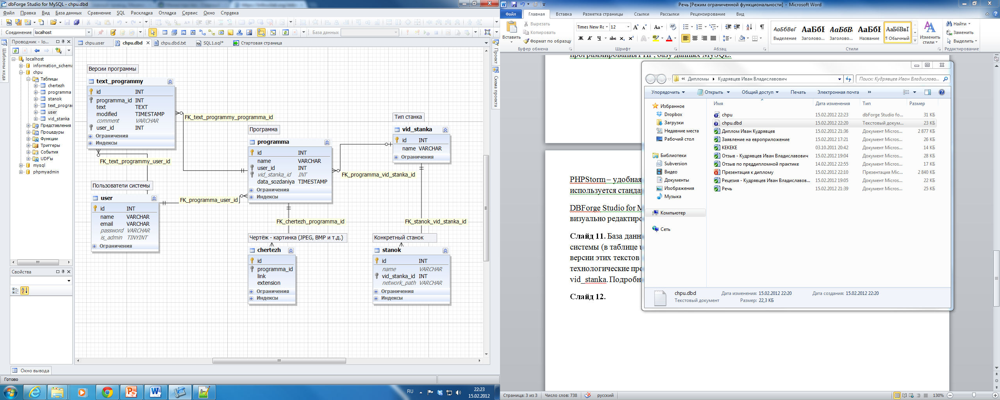 dbForge Studio for MySQL - chpu.dbd
Файл Правка Вид База данных Сравнение SQL Раскладка Отладка Сервис Окно Справка
Соединение localhost
База данных
Проводник - lo...
Шаблоны кода
localhost
information_schema
chpu
Таблицы
chertezh
programma
stanok
text_program
user
vid_stanka
Представления
Процедуры
Функции
Триггеры
События
UDF'ы
mysql
phpmyadmin
Свойства
chpu.user chpu.dbd chpu.dbd.txt SQL1.sql* Стартовая страница
Проект
Схема проекта
Версии программы
text_programmy
id INT
programma_id INT
text TEXT
modified TIMESTAMP
comment VARCHAR
user_id INT
Ограничения
Индексы
FK_text_programmy_programma_id
FK_text_programmy_user_id
Программа
programma
id INT
name VARCHAR
user_id INT
vid_stanka_id INT
data_sozdaniya TIMESTAMP
Ограничения
Индексы
Тип станка
vid_stanka
id INT
name VARCHAR
Ограничения
FK_programma_vid_stanka_id
Пользователи системы
user
id INT
name VARCHAR
email VARCHAR
password VARCHAR
is_admin TINYINT
Ограничения
FK_programma_user_id
FK_chertezh_programma_id
FK_stanok_vid_stanka_id
Чертёж - картинка (JPEG, BMP и т.д.)
chertezh
id
programma_id
link
extension
Ограничения
Индексы
Конкретный станок
stanok
id INT
name VARCHAR
vid_stanka_id INT
network_path VARCHAR
Ограничения
Индексы
Окно вывода
Готово
RU
22:23
15.02.2012
Речь [Режим ограниченной функциональности] - Microsoft Word
Файл Главная Вставка Разметка страницы Ссылки Рассылки Рецензирование Вид
Вставить
Вырезать
Копировать
Формат по образцу
Буфер обмена
Times New Rc 12
Ж К Ч abc x₂ x²
Шрифт
Абзац
АаБбВвГ АаБбЕ АаБбВв АаБбЕ АаБбВвІ
Выделение Заголово... Заголово... Название ¶ Обычный
Стили
Изменить стили
Найти
Заменить
Выделить
Редактирование
программирования PHP, базу данных MySQL.
PHPStorm – удобная
используется стандар
DBForge Studio for M
визуально редактиро
Слайд 11. База данн
системы (в таблице u
версии этих текстов
технологические про
vid_stanka. Подробн
Слайд 12.
Дипломы Кудрявцев Иван Владиславович
Поиск: Кудрявцев Иван Владиславо...
Упорядочить Открыть Общий доступ Печать Электронная почта »
Избранное
Dropbox
Загрузки
Недавние места
Рабочий стол
Библиотеки
Subversion
Видео
Документы
Изображения
Музыка
Компьютер
Сеть
Имя Дата изменения Тип Размер
chpu 15.02.2012 22:23 dbForge Studio fo... 31 КБ
chpu.dbd 15.02.2012 22:20 Текстовый докум... 23 КБ
Диплом Иван Кудрявцев 15.02.2012 21:36 Документ Micros... 2 877 КБ
Заявление на европриложение 15.02.2012 17:21 Документ Micros... 26 КБ
КЕКЕКЕ 03.10.2011 20:42 Документ Micros... 14 КБ
Отзыв - Кудрявцев Иван Владиславович 15.02.2012 19:04 Документ Micros... 28 КБ
Отзыв по преддипломной практике 14.02.2012 22:55 Документ Micros... 17 КБ
Презентация к диплому 15.02.2012 22:10 Презентация Mic... 2 840 КБ
Рецезия - Кудрявцев Иван Владиславов... 15.02.2012 19:05 Документ Micros... 22 КБ
Речь 15.02.2012 21:39 Документ Micros... 25 КБ
chpu.dbd Дата изменения: 15.02.2012 22:20 Дата создания: 15.02.2012 22:20
Текстовый документ Размер: 22,3 КБ
Страница: 3 из 3 Число слов: 738 русский 130%